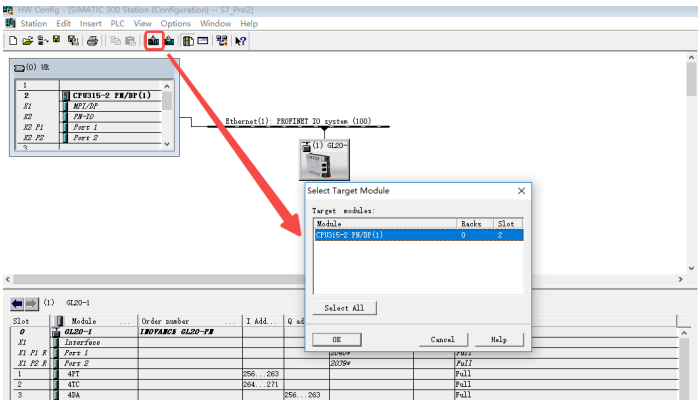 HW Config - [SIMATIC 300 Station (Configuration) -- S7_Pro2]
Station Edit Insert PLC View Options Window Help
(0) UR
1
2 CPU315-2 PN/DP(1)
X1 MPI/DP
X2 PN-IO
X2 P1 Port 1
X2 P2 Port 2
3
Ethernet(1): PROFINET IO system (100)
(1) GL20-
Select Target Module
Target modules:
Module Racks Slot
CPU315-2 PN/DP(1) 0 2
Select All
OK Cancel Help
(1) GL20-1
Slot Module ... Order number ... I Add... Q ad
0 GL20-1 INOVANCE GL20-PN
X1 Interface
X1 P1 R Port 1 2040* Full
X1 P2 R Port 2 2039* Full
1 4PT 256...263 Full
2 4TC 264...271 Full
3 4DA 256...263 Full